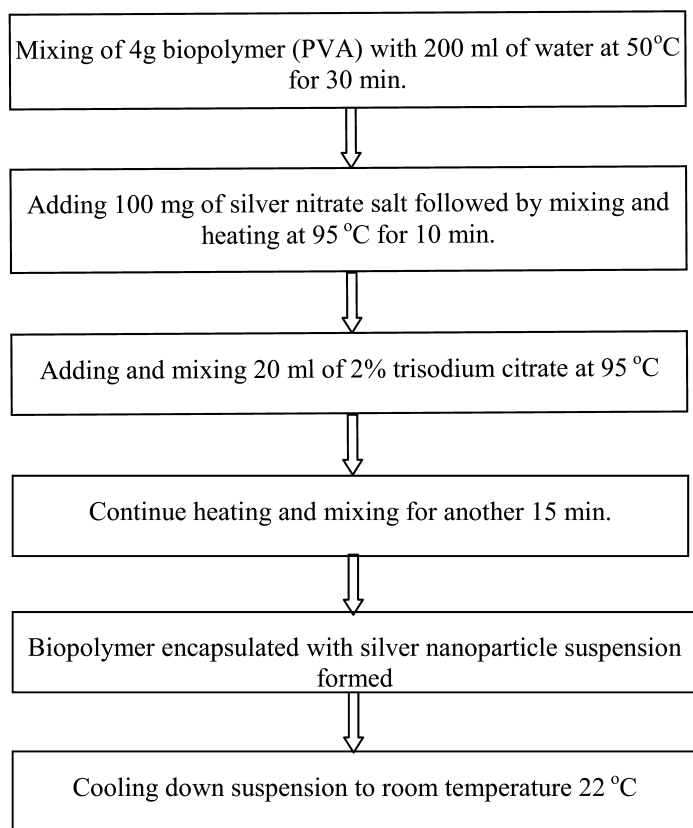 Mixing of 4g biopolymer (PVA) with 200 ml of water at 50°C
for 30 min.
Adding 100 mg of silver nitrate salt followed by mixing and
heating at 95 °C for 10 min.
Adding and mixing 20 ml of 2% trisodium citrate at 95 °C
Continue heating and mixing for another 15 min.
Biopolymer encapsulated with silver nanoparticle suspension
formed
Cooling down suspension to room temperature 22 °C